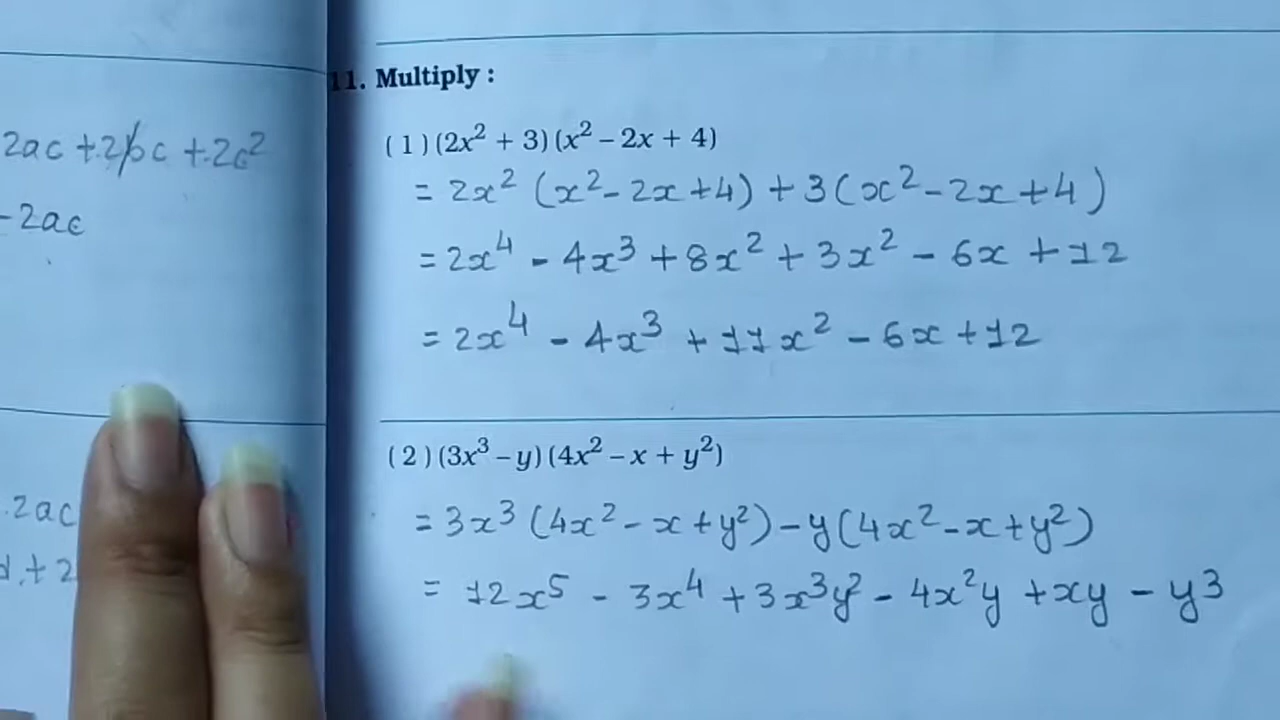 2ac + 2bc + 2c²
- 2ac
2ac
+ 2
11. Multiply :
(1) (2x² + 3) (x² – 2x + 4)
= 2x² (x² - 2x + 4) + 3 (x² - 2x + 4)
= 2x⁴ - 4x³ + 8x² + 3x² - 6x + 12
= 2x⁴ - 4x³ + 11x² - 6x + 12
(2) (3x³ – y) (4x² – x + y²)
= 3x³ (4x² - x + y²) - y (4x² - x + y²)
= 12x⁵ - 3x⁴ + 3x³y² - 4x²y + xy - y³